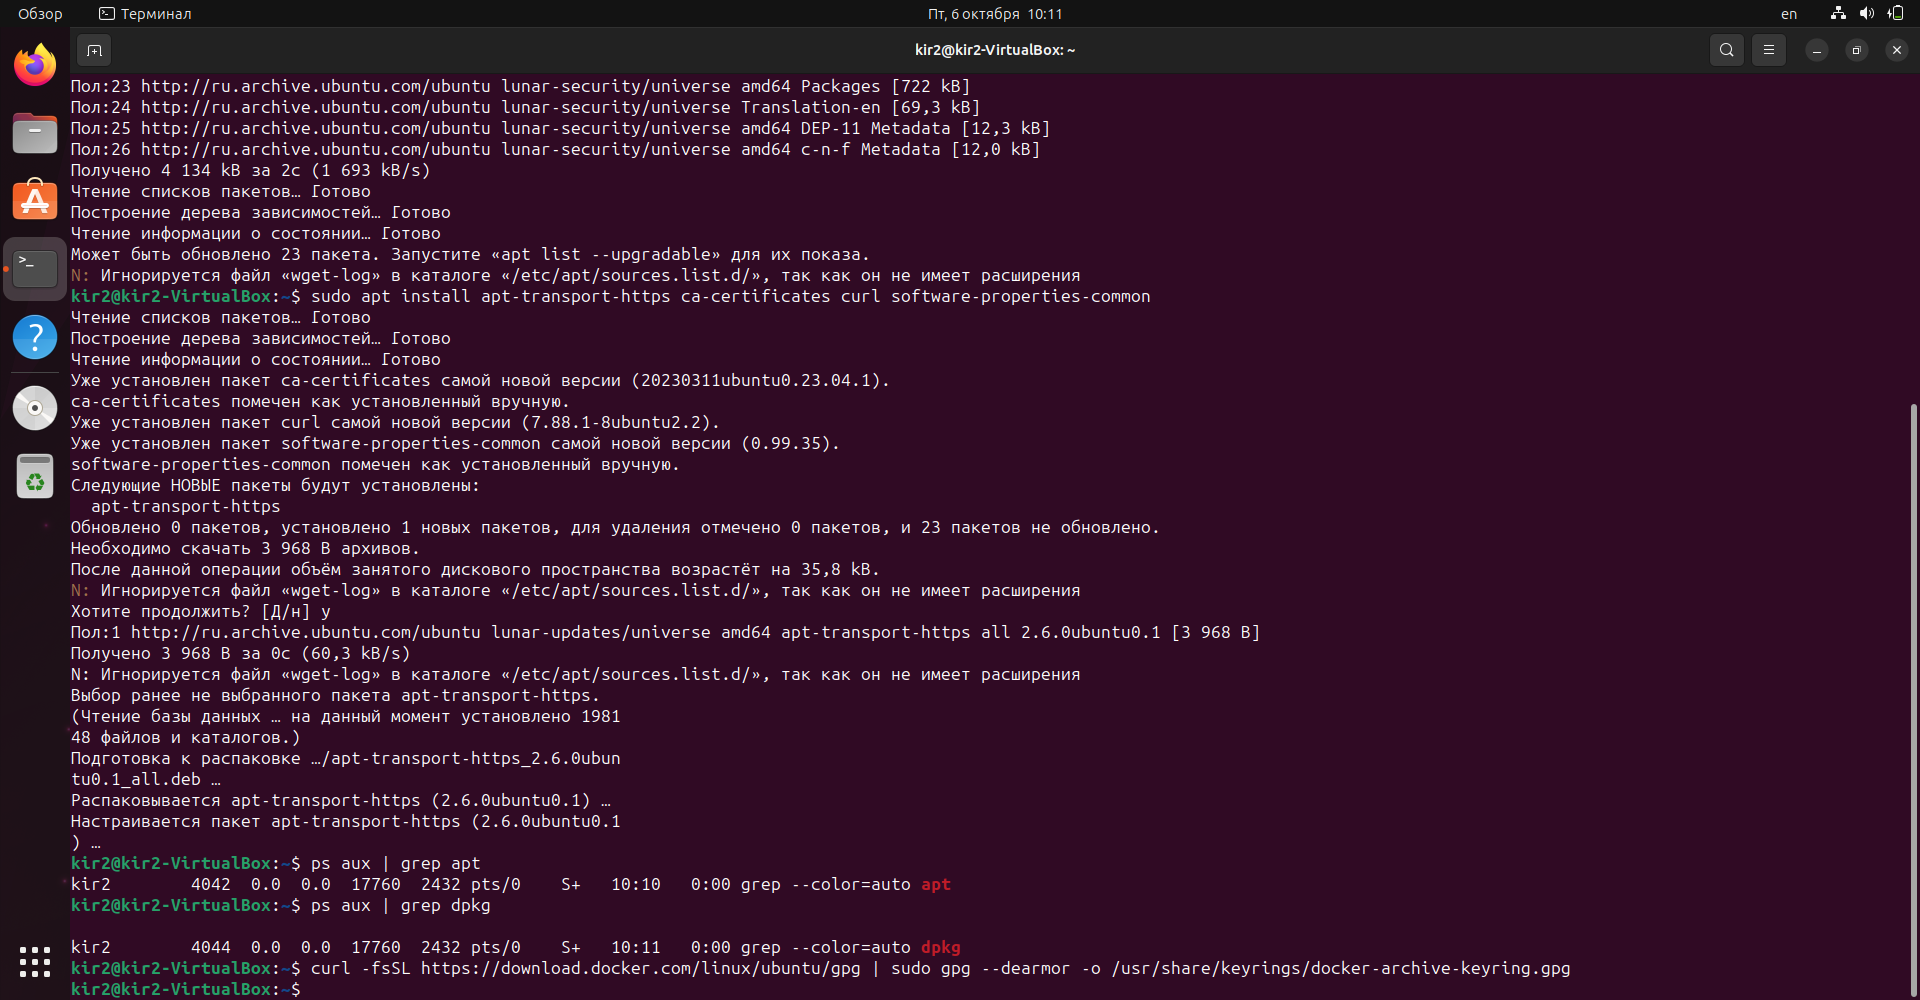 Обзор
Терминал
Пт, 6 октября 10:11
en
kir2@kir2-VirtualBox: ~
Пол:23 http://ru.archive.ubuntu.com/ubuntu lunar-security/universe amd64 Packages [722 kB]
Пол:24 http://ru.archive.ubuntu.com/ubuntu lunar-security/universe Translation-en [69,3 kB]
Пол:25 http://ru.archive.ubuntu.com/ubuntu lunar-security/universe amd64 DEP-11 Metadata [12,3 kB]
Пол:26 http://ru.archive.ubuntu.com/ubuntu lunar-security/universe amd64 c-n-f Metadata [12,0 kB]
Получено 4 134 kB за 2с (1 693 kB/s)
Чтение списков пакетов… Готово
Построение дерева зависимостей… Готово
Чтение информации о состоянии… Готово
Может быть обновлено 23 пакета. Запустите «apt list --upgradable» для их показа.
N: Игнорируется файл «wget-log» в каталоге «/etc/apt/sources.list.d/», так как он не имеет расширения
kir2@kir2-VirtualBox:~$ sudo apt install apt-transport-https ca-certificates curl software-properties-common
Чтение списков пакетов… Готово
Построение дерева зависимостей… Готово
Чтение информации о состоянии… Готово
Уже установлен пакет ca-certificates самой новой версии (20230311ubuntu0.23.04.1).
ca-certificates помечен как установленный вручную.
Уже установлен пакет curl самой новой версии (7.88.1-8ubuntu2.2).
Уже установлен пакет software-properties-common самой новой версии (0.99.35).
software-properties-common помечен как установленный вручную.
Следующие НОВЫЕ пакеты будут установлены:
  apt-transport-https
Обновлено 0 пакетов, установлено 1 новых пакетов, для удаления отмечено 0 пакетов, и 23 пакетов не обновлено.
Необходимо скачать 3 968 B архивов.
После данной операции объём занятого дискового пространства возрастёт на 35,8 kB.
N: Игнорируется файл «wget-log» в каталоге «/etc/apt/sources.list.d/», так как он не имеет расширения
Хотите продолжить? [Д/н] y
Пол:1 http://ru.archive.ubuntu.com/ubuntu lunar-updates/universe amd64 apt-transport-https all 2.6.0ubuntu0.1 [3 968 B]
Получено 3 968 B за 0с (60,3 kB/s)
N: Игнорируется файл «wget-log» в каталоге «/etc/apt/sources.list.d/», так как он не имеет расширения
Выбор ранее не выбранного пакета apt-transport-https.
(Чтение базы данных … на данный момент установлено 1981
48 файлов и каталогов.)
Подготовка к распаковке …/apt-transport-https_2.6.0ubun
tu0.1_all.deb …
Распаковывается apt-transport-https (2.6.0ubuntu0.1) …
Настраивается пакет apt-transport-https (2.6.0ubuntu0.1
) …
kir2@kir2-VirtualBox:~$ ps aux | grep apt
kir2        4042  0.0  0.0  17760  2432 pts/0    S+   10:10   0:00 grep --color=auto apt
kir2@kir2-VirtualBox:~$ ps aux | grep dpkg
kir2        4044  0.0  0.0  17760  2432 pts/0    S+   10:11   0:00 grep --color=auto dpkg
kir2@kir2-VirtualBox:~$ curl -fsSL https://download.docker.com/linux/ubuntu/gpg | sudo gpg --dearmor -o /usr/share/keyrings/docker-archive-keyring.gpg
kir2@kir2-VirtualBox:~$